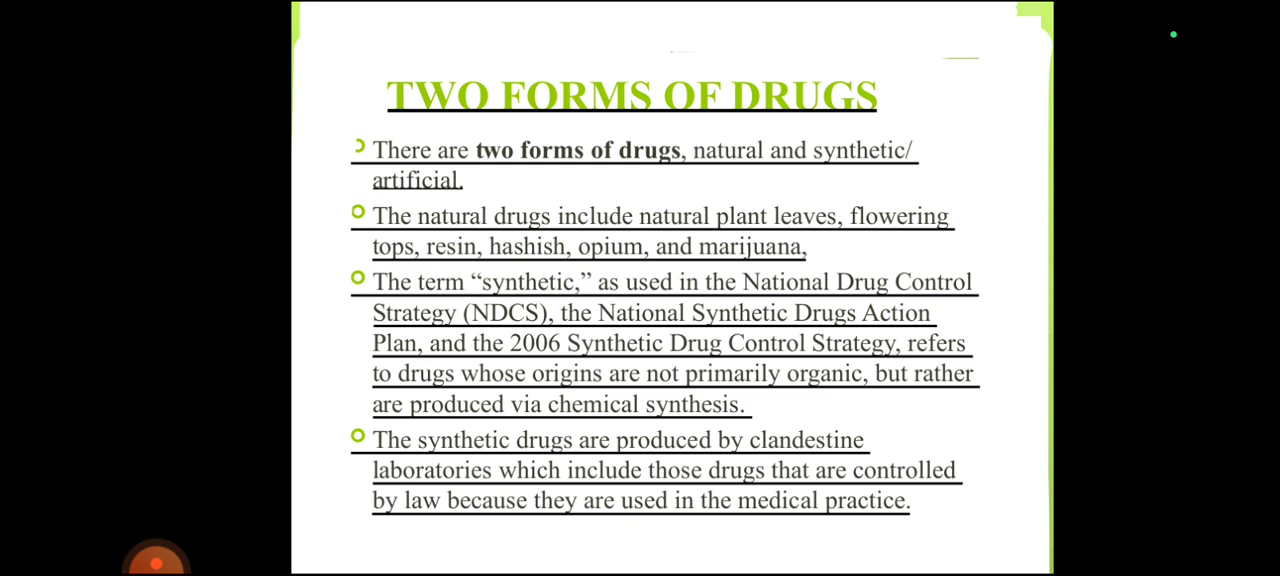 TWO FORMS OF DRUGS
There are two forms of drugs, natural and synthetic/
artificial.
The natural drugs include natural plant leaves, flowering
tops, resin, hashish, opium, and marijuana,
The term “synthetic,” as used in the National Drug Control
Strategy (NDCS), the National Synthetic Drugs Action
Plan, and the 2006 Synthetic Drug Control Strategy, refers
to drugs whose origins are not primarily organic, but rather
are produced via chemical synthesis.
The synthetic drugs are produced by clandestine
laboratories which include those drugs that are controlled
by law because they are used in the medical practice.